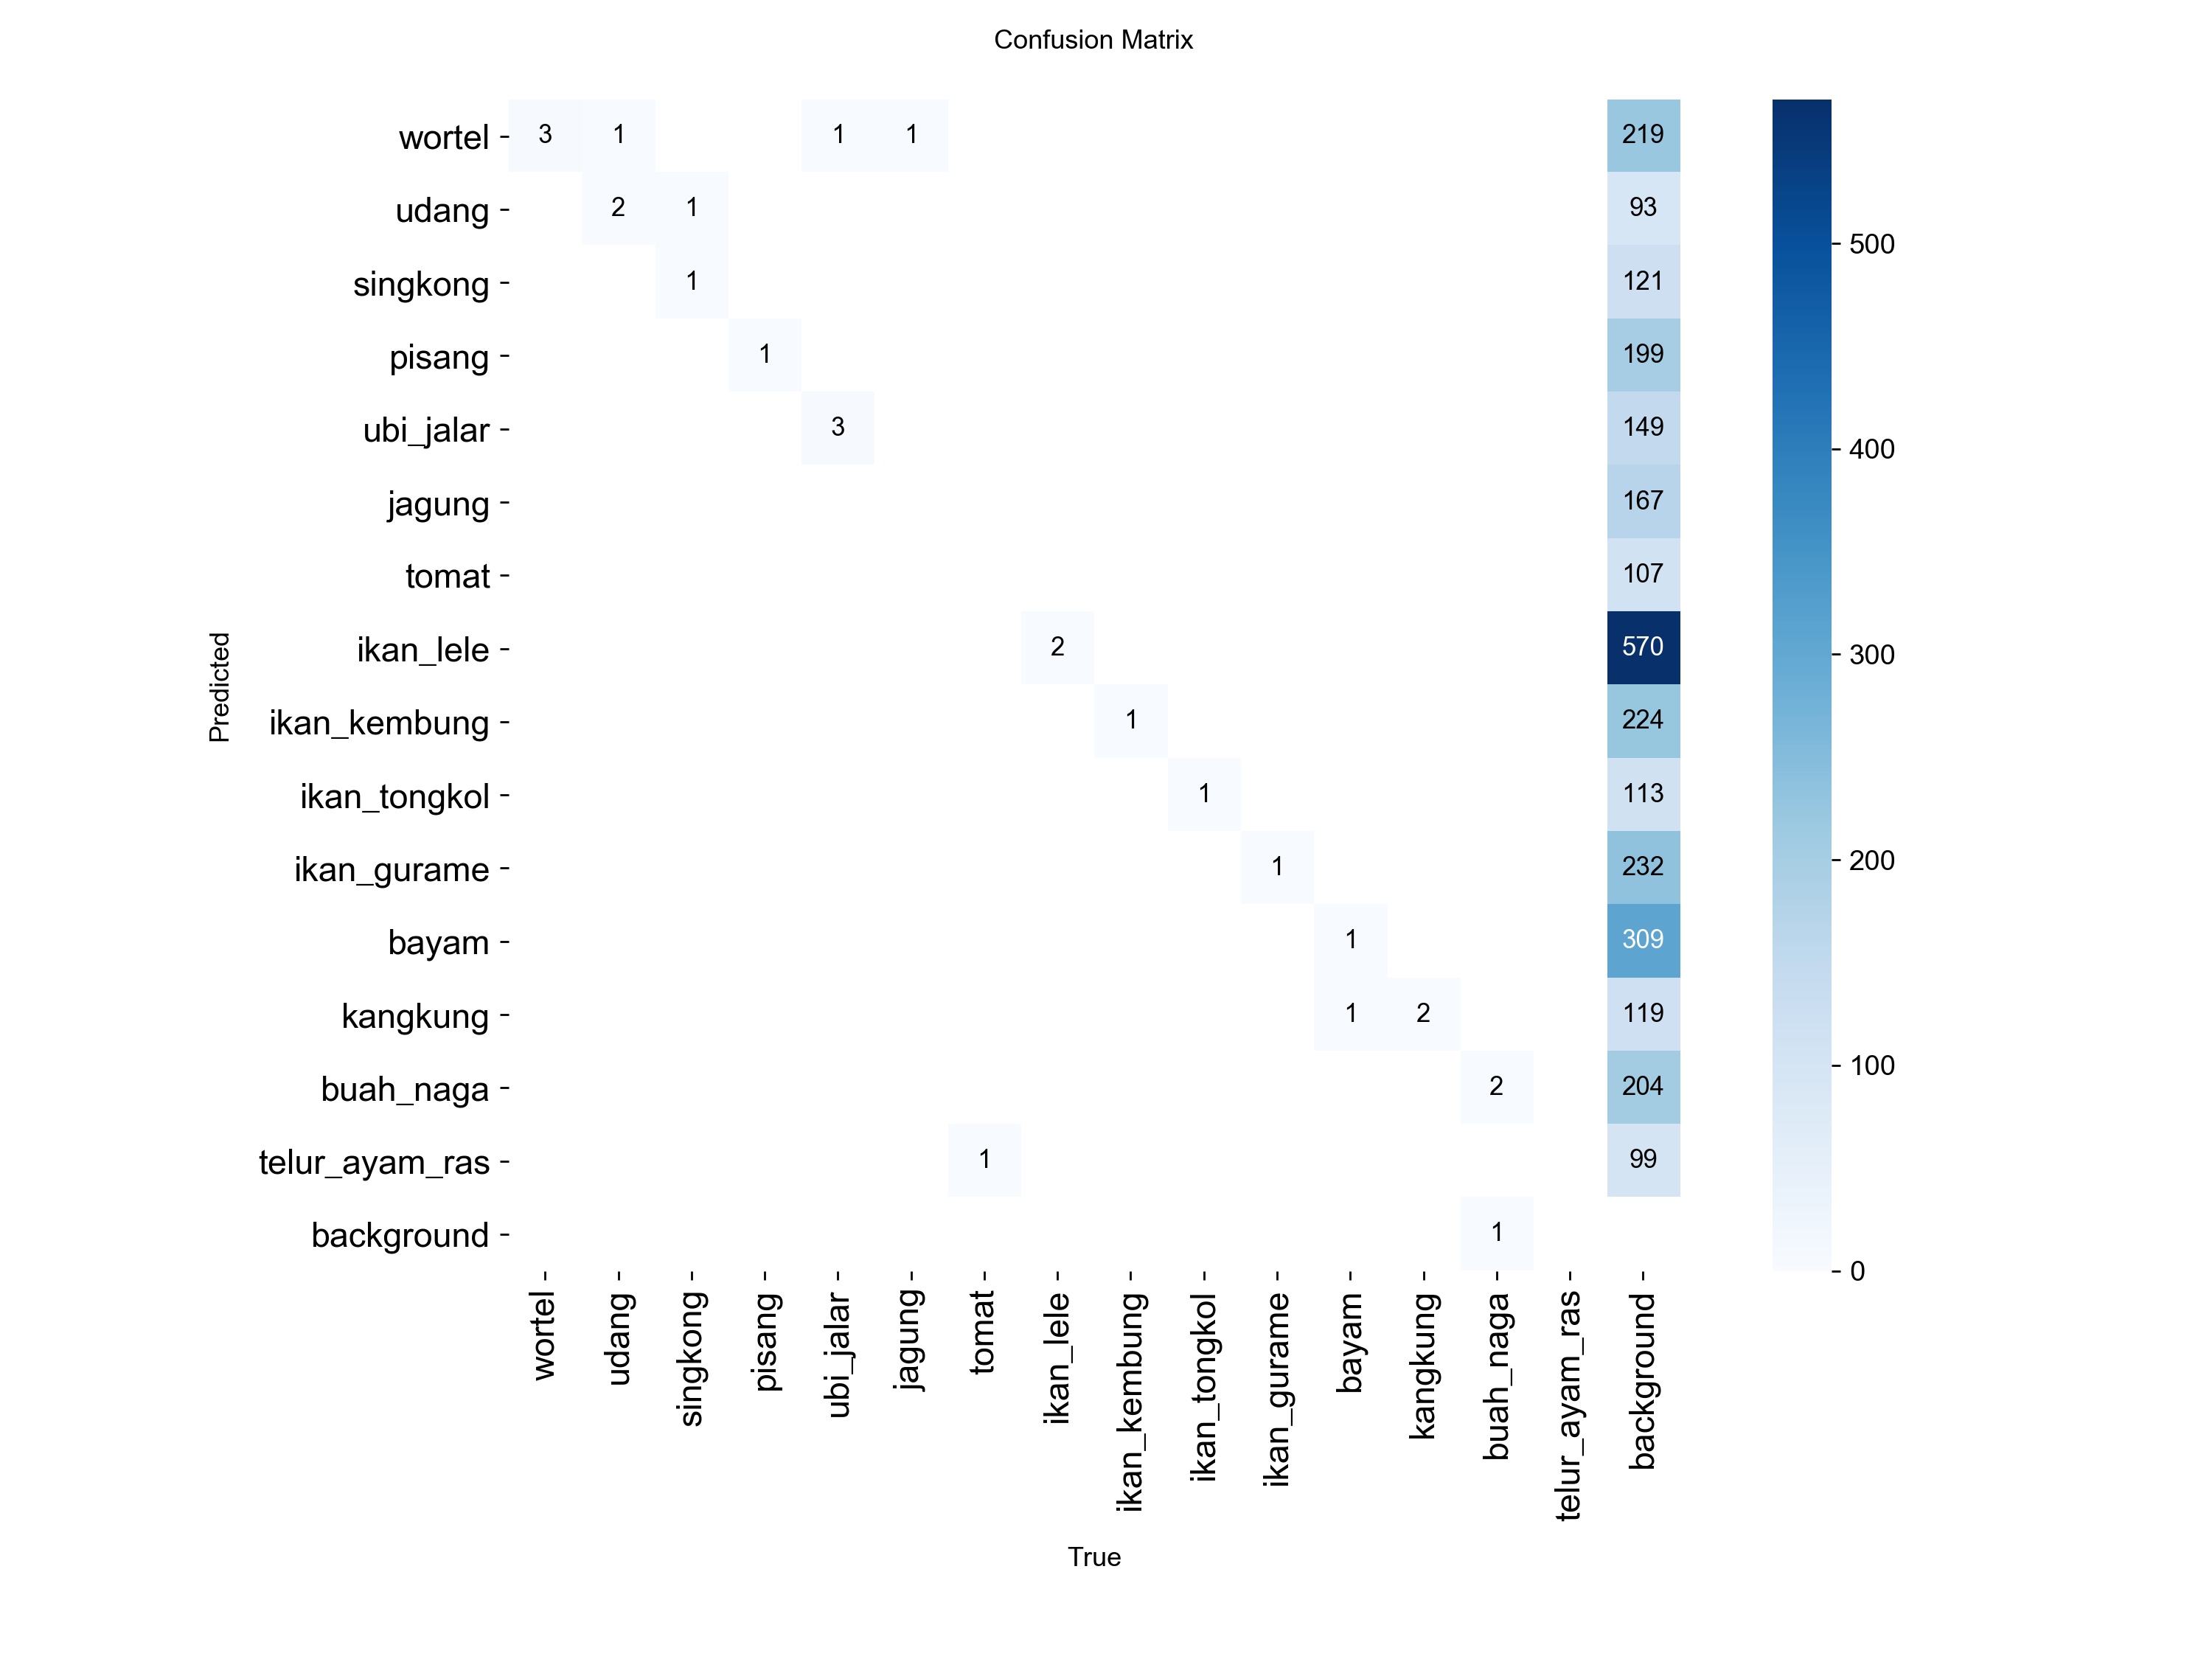 Confusion Matrix
wortel 3 1 1 1 219
udang 2 1 93
singkong 1 121
pisang 1 199
ubi_jalar 3 149
jagung 167
tomat 107
ikan_lele 2 570
ikan_kembung 1 224
ikan_tongkol 1 113
ikan_gurame 1 232
bayam 1 309
kangkung 1 2 119
buah_naga 2 204
telur_ayam_ras 1 99
background 1
Predicted
wortel
udang
singkong
pisang
ubi_jalar
jagung
tomat
ikan_lele
ikan_kembung
ikan_tongkol
ikan_gurame
bayam
kangkung
buah_naga
telur_ayam_ras
background
True
500
400
300
200
100
0